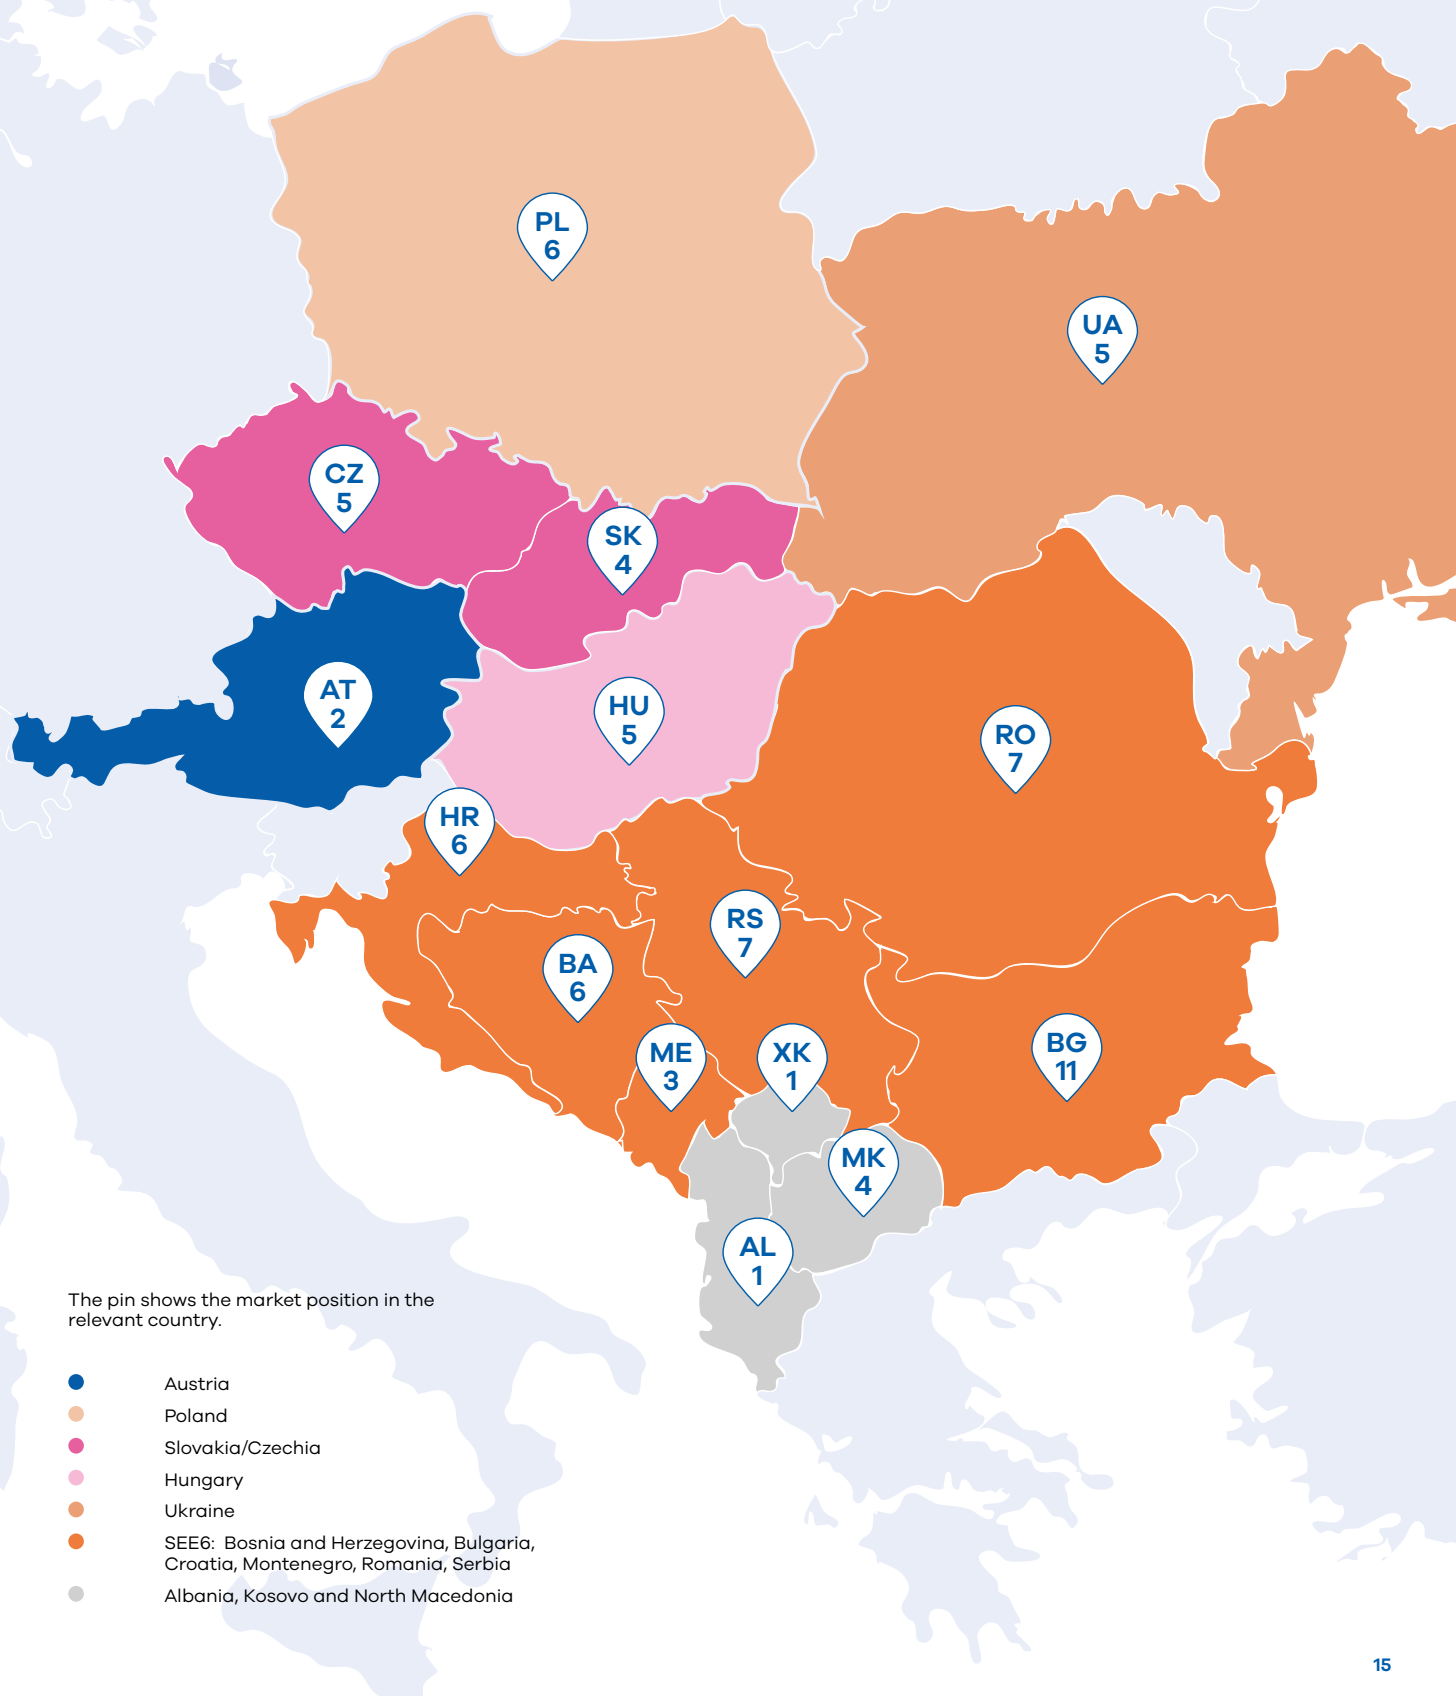 PL
6
UA
5
CZ
5
SK
4
AT
2
HU
5
RO
7
HR
6
RS
7
BA
6
ME
3
XK
1
BG
11
MK
4
AL
1
The pin shows the market position in the
relevant country.
Austria
Poland
Slovakia/Czechia
Hungary
Ukraine
SEE6: Bosnia and Herzegovina, Bulgaria,
Croatia, Montenegro, Romania, Serbia
Albania, Kosovo and North Macedonia
15